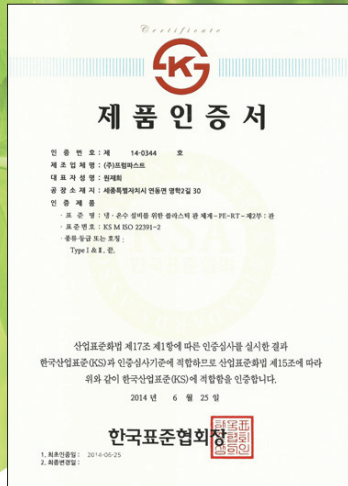 Certificate
KS
제 품 인 증 서
인 증 번 호 : 제 14-0344 호
제 조 업 체 명 : (주)프럼파스트
대 표 자 성 명 : 원재희
공 장 소 재 지 : 세종특별자치시 연동면 명학2길 30
인 증 제 품
· 표 준 명 : 냉 · 온수 설비를 위한 플라스틱 관 체계 - PE-RT - 제2부 : 관
· 표준번호 : KS M ISO 22391-2
· 종류·등급 또는 호칭 :
Type Ⅰ & Ⅱ. 끝.
산업표준화법 제17조 제1항에 따른 인증심사를 실시한 결과
한국산업표준(KS)과 인증심사기준에 적합하므로 산업표준화법 제15조에 따라
위와 같이 한국산업표준(KS)에 적합함을 인증합니다.
2014 년 6 월 25 일
한국표준협회장
1. 최초인증일 : 2014-06-25
2. 최종변경일 :